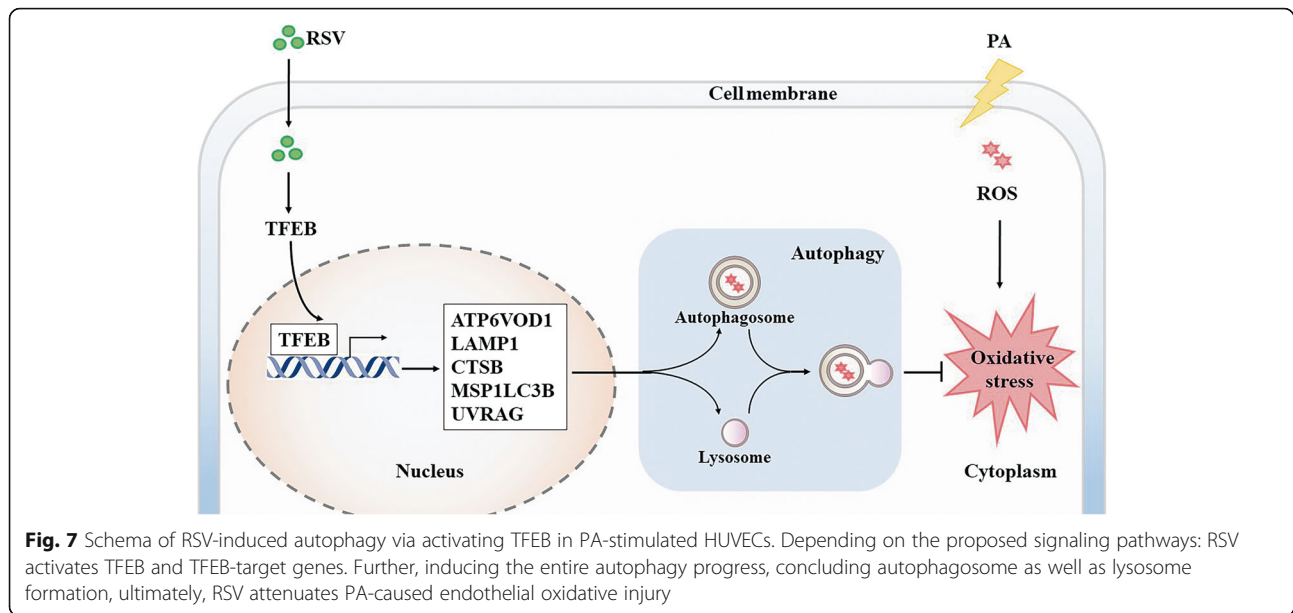 RSV
PA
Cell membrane
ROS
TFEB
Autophagy
TFEB
ATP6VOD1
LAMP1
CTSB
MSP1LC3B
UVRAG
Autophagosome
Oxidative
stress
Lysosome
Nucleus
Cytoplasm
Fig. 7 Schema of RSV-induced autophagy via activating TFEB in PA-stimulated HUVECs. Depending on the proposed signaling pathways: RSV
activates TFEB and TFEB-target genes. Further, inducing the entire autophagy progress, concluding autophagosome as well as lysosome
formation, ultimately, RSV attenuates PA-caused endothelial oxidative injury